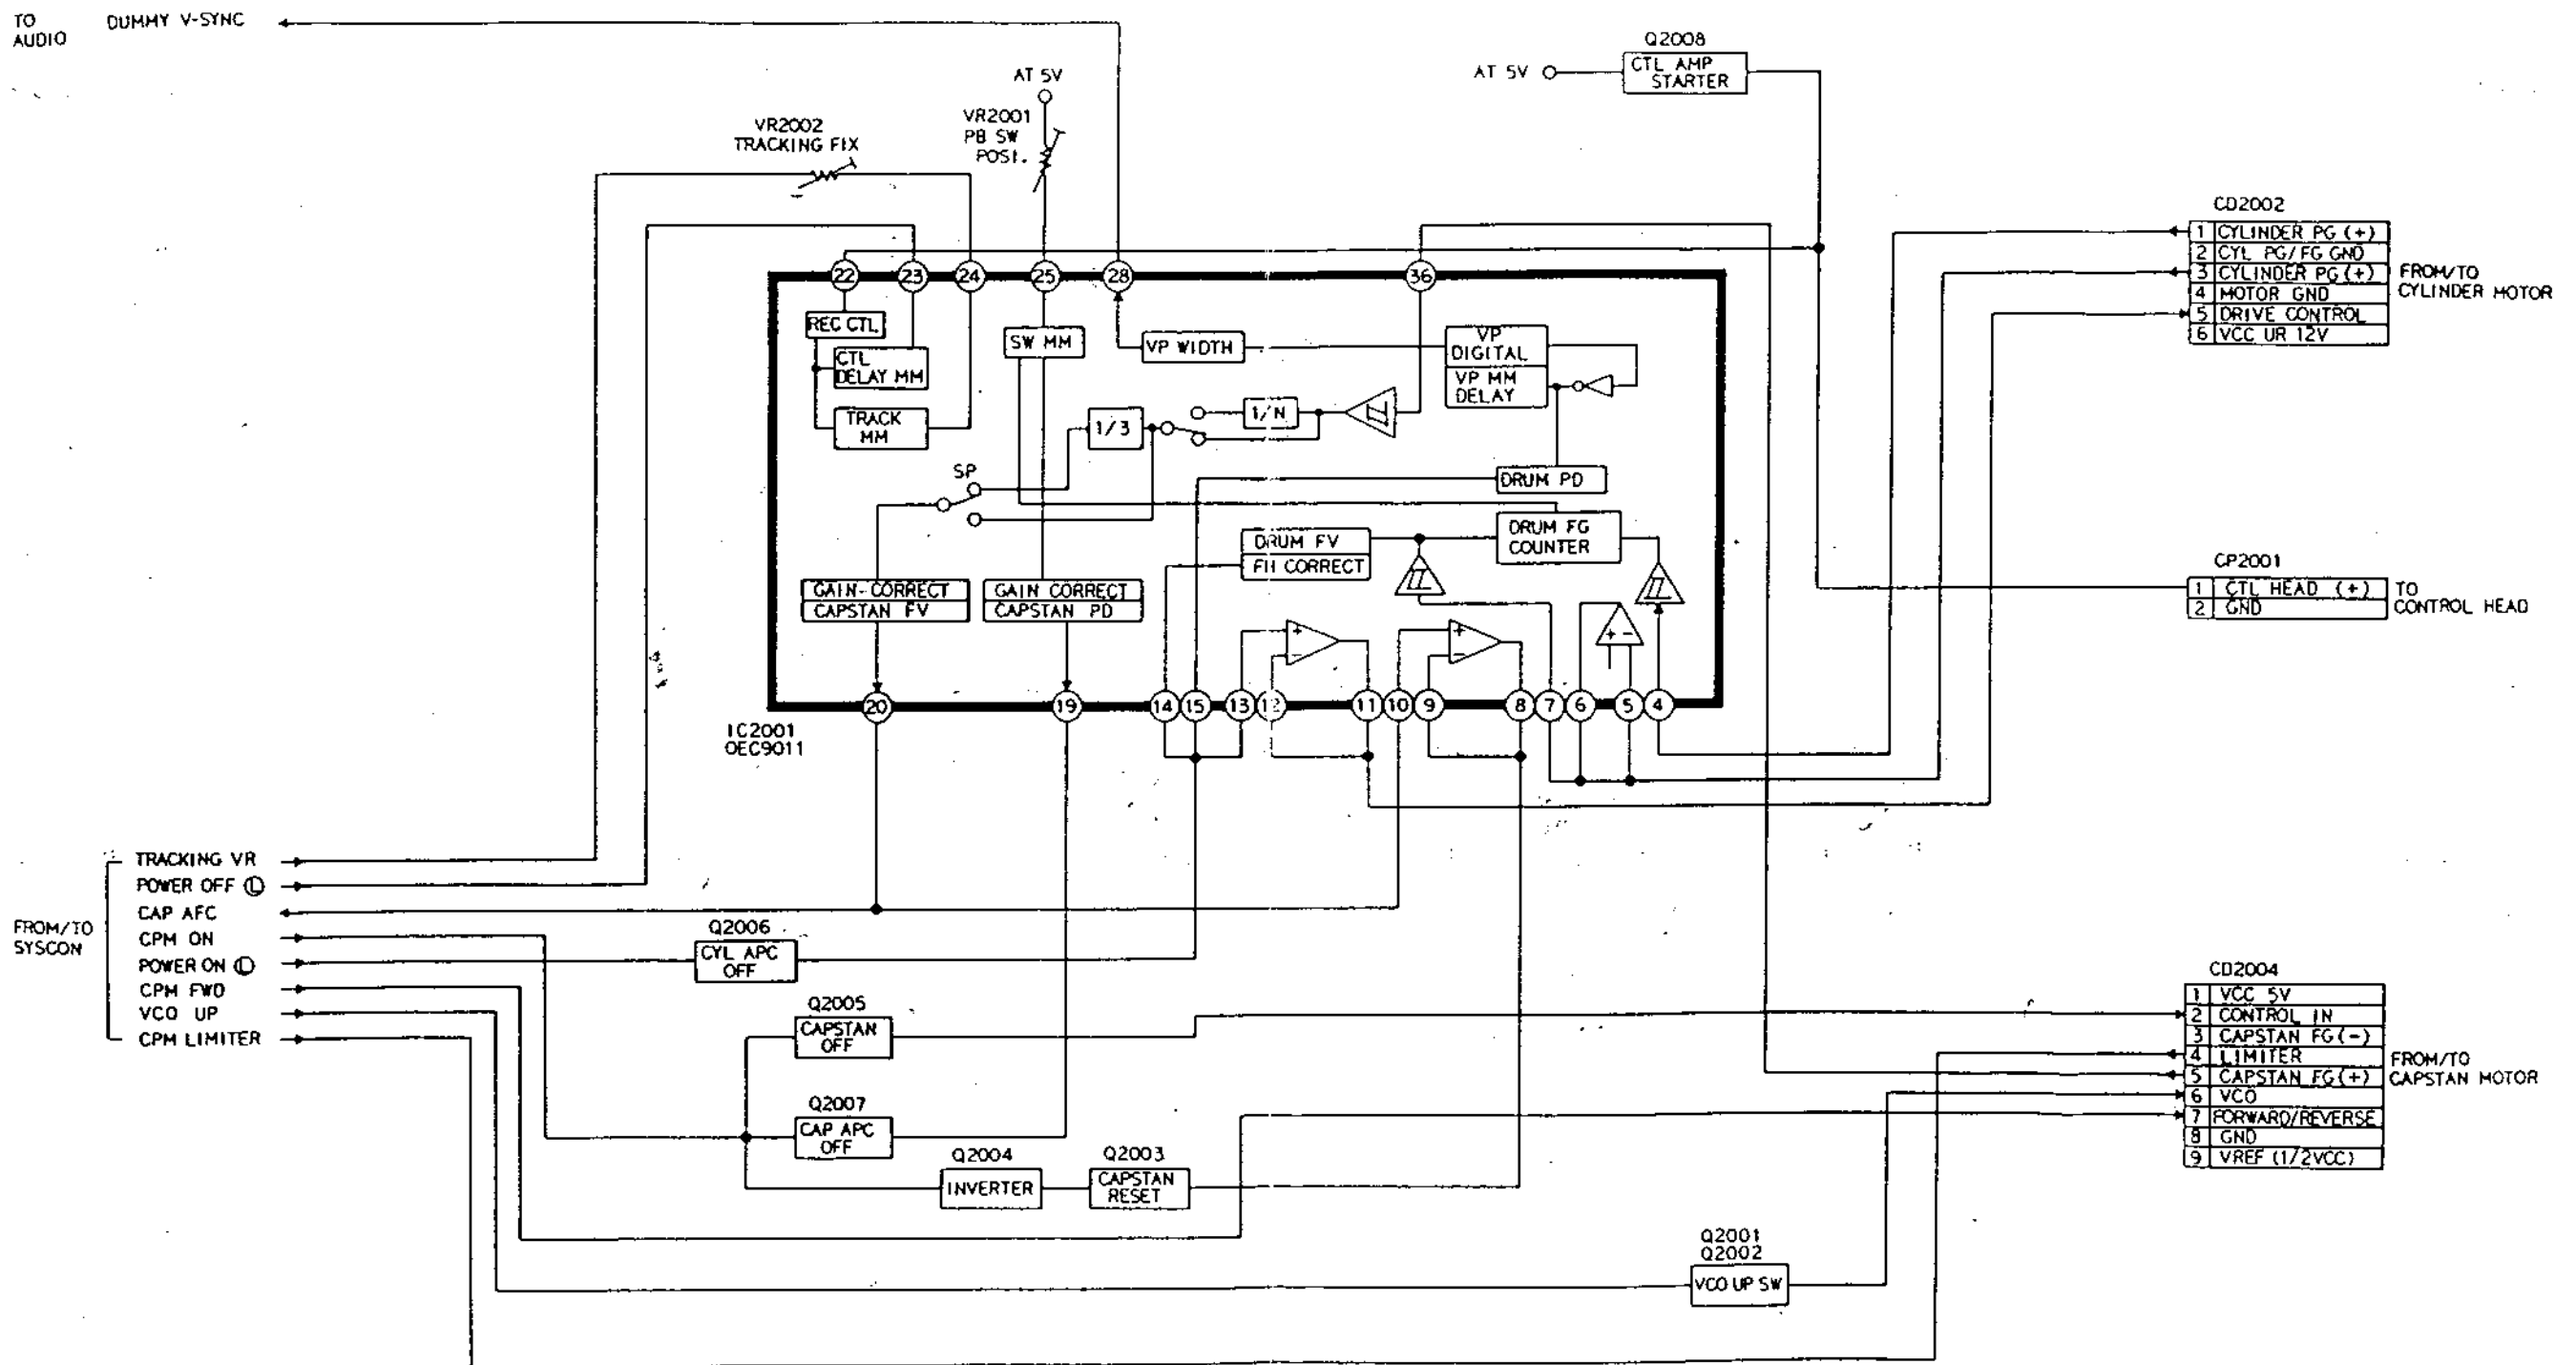 TO
AUDIO
DUMMY V-SYNC
Q2008
CTL AMP
STARTER
AT 5V
AT 5V
VR2001
PB SW
POSI.
VR2002
TRACKING FIX
CD2002
1 CYLINDER PG (+)
2 CYL PG/FG GND
3 CYLINDER PG (+)
4 MOTOR GND
5 DRIVE CONTROL
6 VCC UR 12V
FROM/TO
CYLINDER MOTOR
22 23 24 25 28 36
REC CTL
CTL
DELAY MM
TRACK
MM
SW MM
VP WIDTH
VP
DIGITAL
VP MM
DELAY
1/3
1/N
SP
DRUM PD
DRUM FV
FH CORRECT
DRUM FG
COUNTER
GAIN-CORRECT
CAPSTAN FV
GAIN CORRECT
CAPSTAN PD
+
−
+
−
+ −
20 19 14 15 13 12 11 10 9 8 7 6 5 4
IC2001
OEC9011
CP2001
1 CTL HEAD (+)
2 GND
TO
CONTROL HEAD
FROM/TO
SYSCON
TRACKING VR
POWER OFF Ⓛ
CAP AFC
CPM ON
POWER ON Ⓛ
CPM FWD
VCO UP
CPM LIMITER
Q2006
CYL APC
OFF
Q2005
CAPSTAN
OFF
Q2007
CAP APC
OFF
Q2004
INVERTER
Q2003
CAPSTAN
RESET
Q2001
Q2002
VCO UP SW
CD2004
1 VCC 5V
2 CONTROL IN
3 CAPSTAN FG(-)
4 LIMITER
5 CAPSTAN FG(+)
6 VCO
7 FORWARD/REVERSE
8 GND
9 VREF (1/2VCC)
FROM/TO
CAPSTAN MOTOR